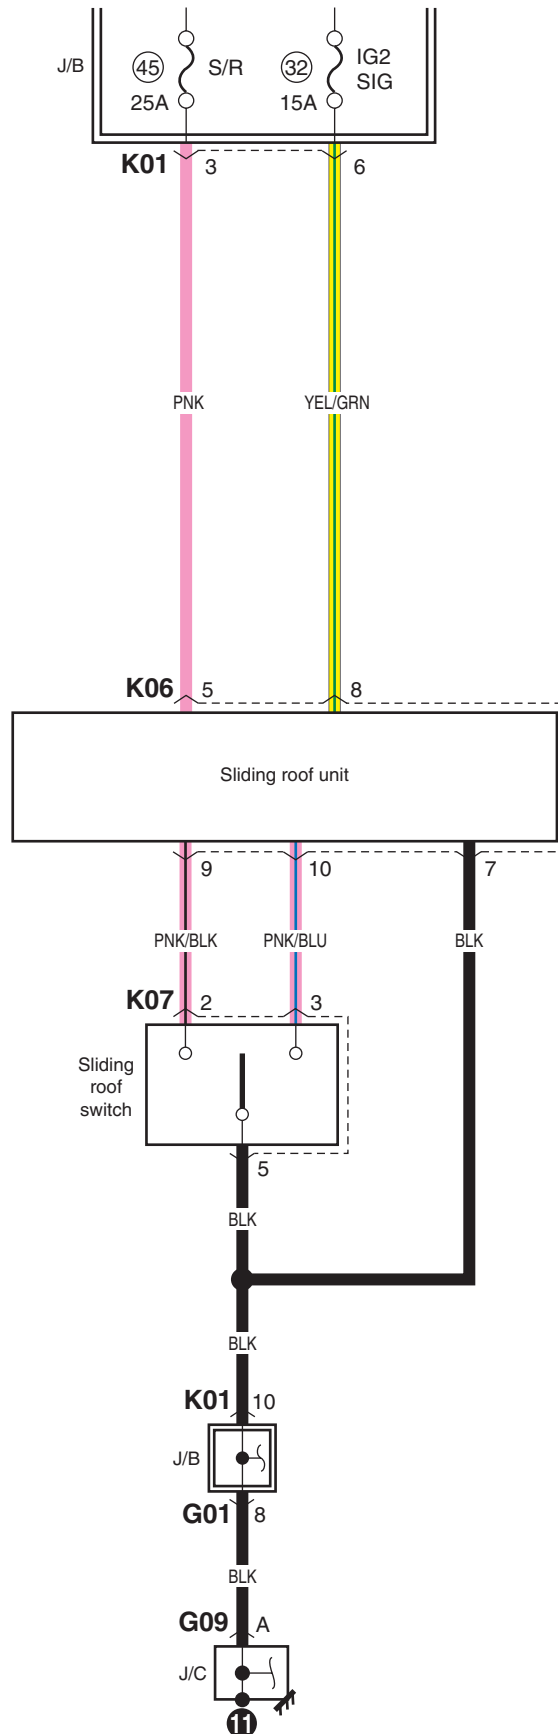 J/B 45 S/R 32 IG2
SIG
25A 15A
K01 3 6
PNK YEL/GRN
K06 5 8
Sliding roof unit
9 10 7
PNK/BLK PNK/BLU BLK
K07 2 3
Sliding
roof
switch
5
BLK
BLK
K01 10
J/B
G01 8
BLK
G09 A
J/C
11